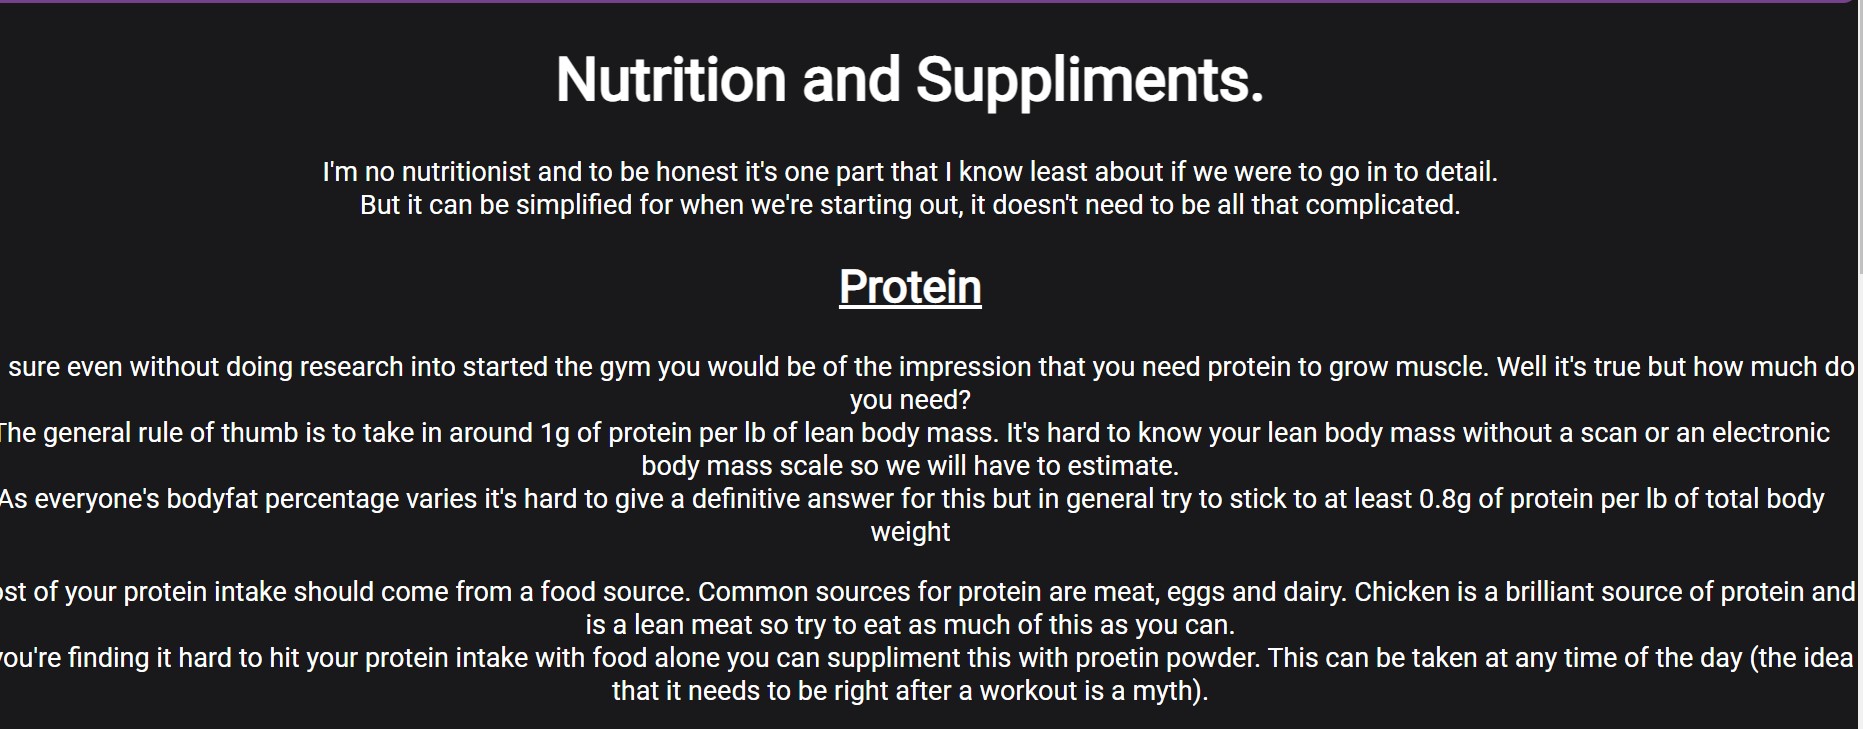 Nutrition and Suppliments.
I'm no nutritionist and to be honest it's one part that I know least about if we were to go in to detail.
But it can be simplified for when we're starting out, it doesn't need to be all that complicated.
Protein
sure even without doing research into started the gym you would be of the impression that you need protein to grow muscle. Well it's true but how much do
you need?
The general rule of thumb is to take in around 1g of protein per lb of lean body mass. It's hard to know your lean body mass without a scan or an electronic
body mass scale so we will have to estimate.
As everyone's bodyfat percentage varies it's hard to give a definitive answer for this but in general try to stick to at least 0.8g of protein per lb of total body
weight
ost of your protein intake should come from a food source. Common sources for protein are meat, eggs and dairy. Chicken is a brilliant source of protein and
is a lean meat so try to eat as much of this as you can.
you're finding it hard to hit your protein intake with food alone you can suppliment this with proetin powder. This can be taken at any time of the day (the idea
that it needs to be right after a workout is a myth).